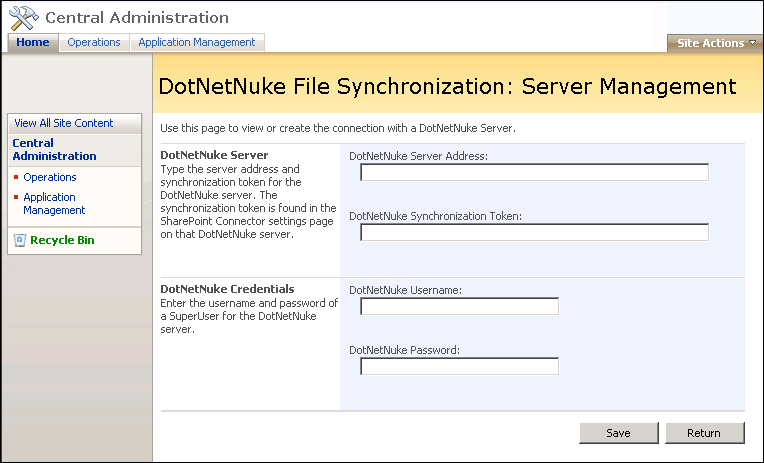 Central Administration
Home Operations Application Management Site Actions
DotNetNuke File Synchronization: Server Management
View All Site Content
Central
Administration
Operations
Application
Management
Recycle Bin
Use this page to view or create the connection with a DotNetNuke Server.
DotNetNuke Server
Type the server address and
synchronization token for the
DotNetNuke server. The
synchronization token is found in the
SharePoint Connector settings page
on that DotNetNuke server.
DotNetNuke Server Address:
DotNetNuke Synchronization Token:
DotNetNuke Credentials
Enter the username and password of
a SuperUser for the DotNetNuke
server.
DotNetNuke Username:
DotNetNuke Password:
Save Return